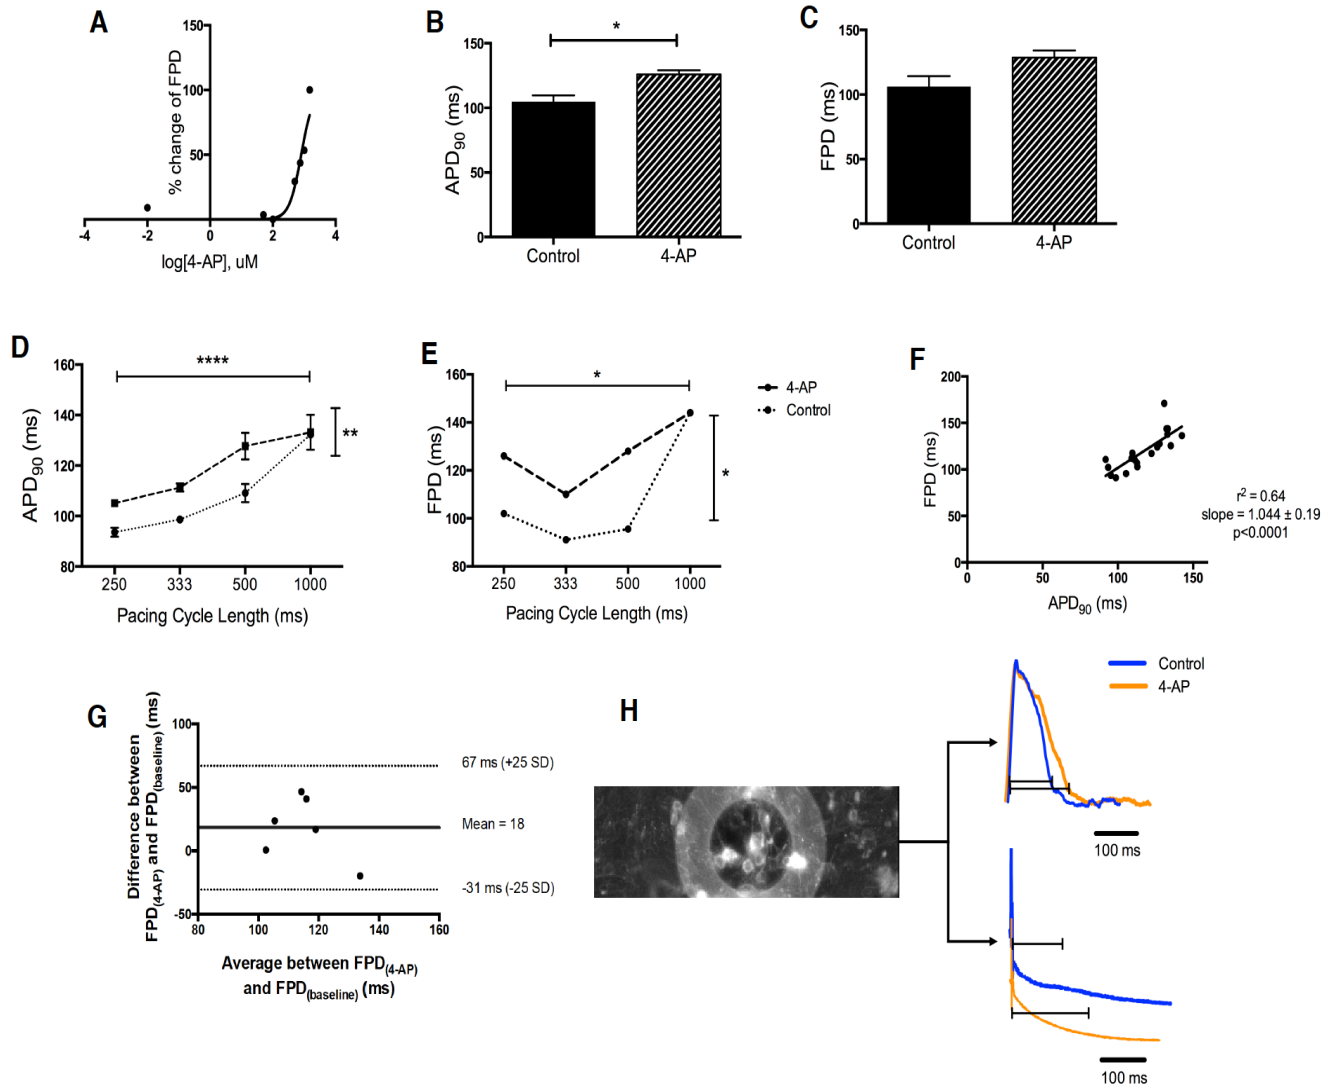 A
% change of FPD
150
100
50
-4
-2
0
2
4
log[4-AP], uM
B
*
APD90 (ms)
150
100
50
0
Control
4-AP
C
FPD (ms)
150
100
50
0
Control
4-AP
D
****
**
APD90 (ms)
160
140
120
100
80
250
333
500
1000
Pacing Cycle Length (ms)
E
*
*
FPD (ms)
160
140
120
100
80
250
333
500
1000
Pacing Cycle Length (ms)
4-AP
Control
F
FPD (ms)
200
150
100
50
0
0
50
100
150
APD90 (ms)
r2 = 0.64
slope = 1.044 ± 0.19
p<0.0001
G
Difference between
FPD(4-AP) and FPD(baseline) (ms)
100
50
0
-50
80
100
120
140
160
67 ms (+25 SD)
Mean = 18
-31 ms (-25 SD)
Average between FPD(4-AP)
and FPD(baseline) (ms)
H
Control
4-AP
100 ms
100 ms